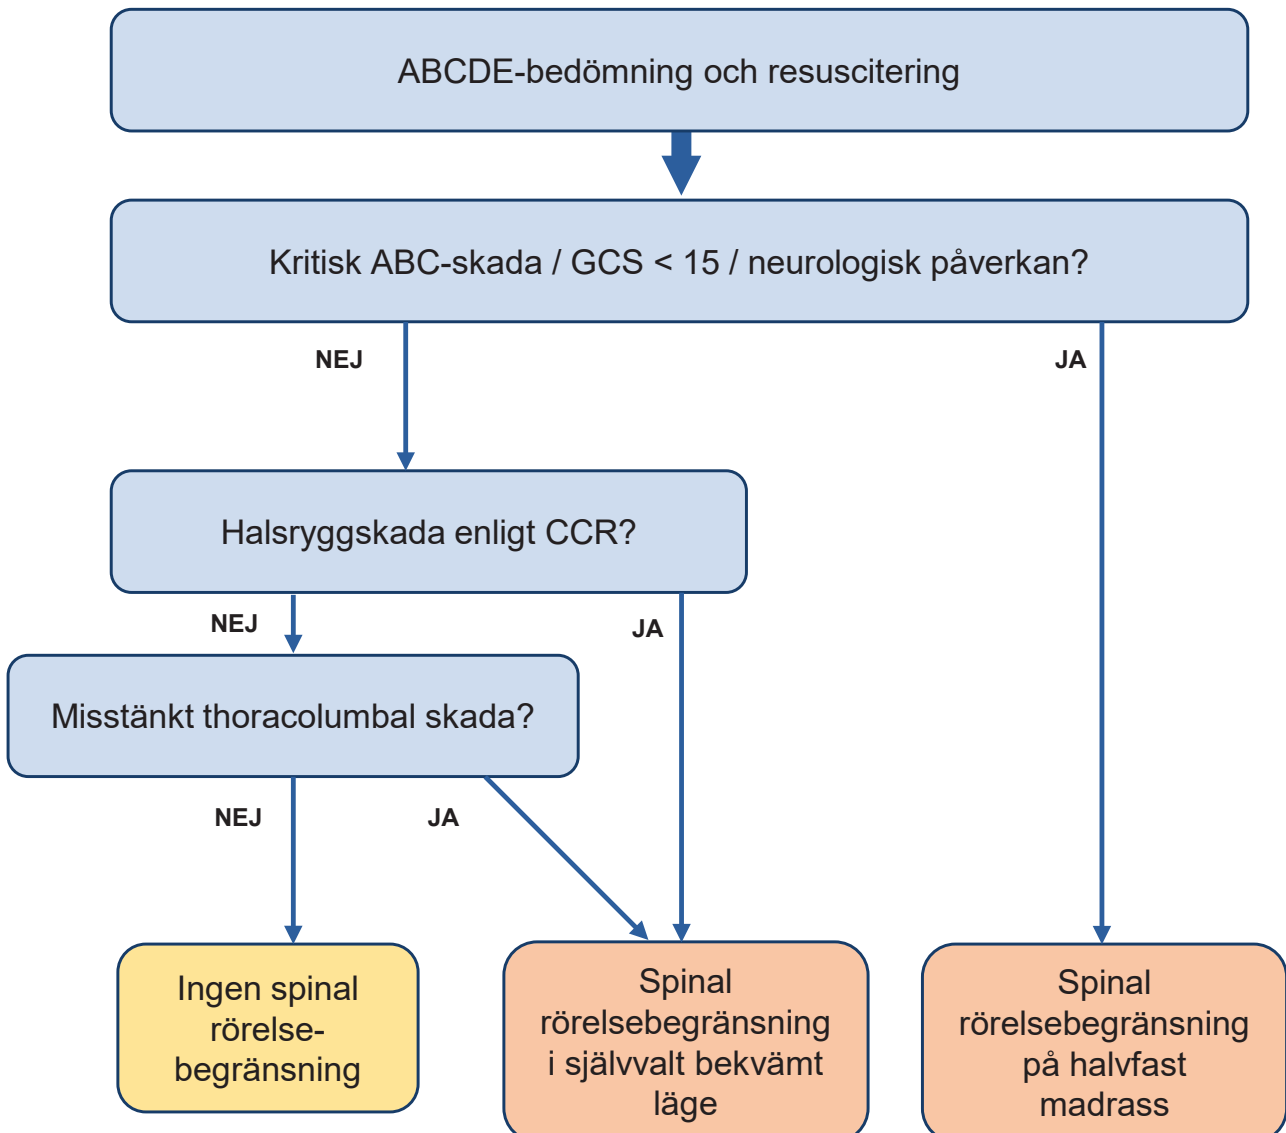 ABCDE-bedömning och resuscitering
Kritisk ABC-skada / GCS < 15 / neurologisk påverkan?
NEJ
JA
Halsryggskada enligt CCR?
NEJ
JA
Misstänkt thoracolumbal skada?
NEJ
JA
Ingen spinal
rörelse-
begränsning
Spinal
rörelsebegränsning
i självvalt bekvämt
läge
Spinal
rörelsebegränsning
på halvfast
madrass